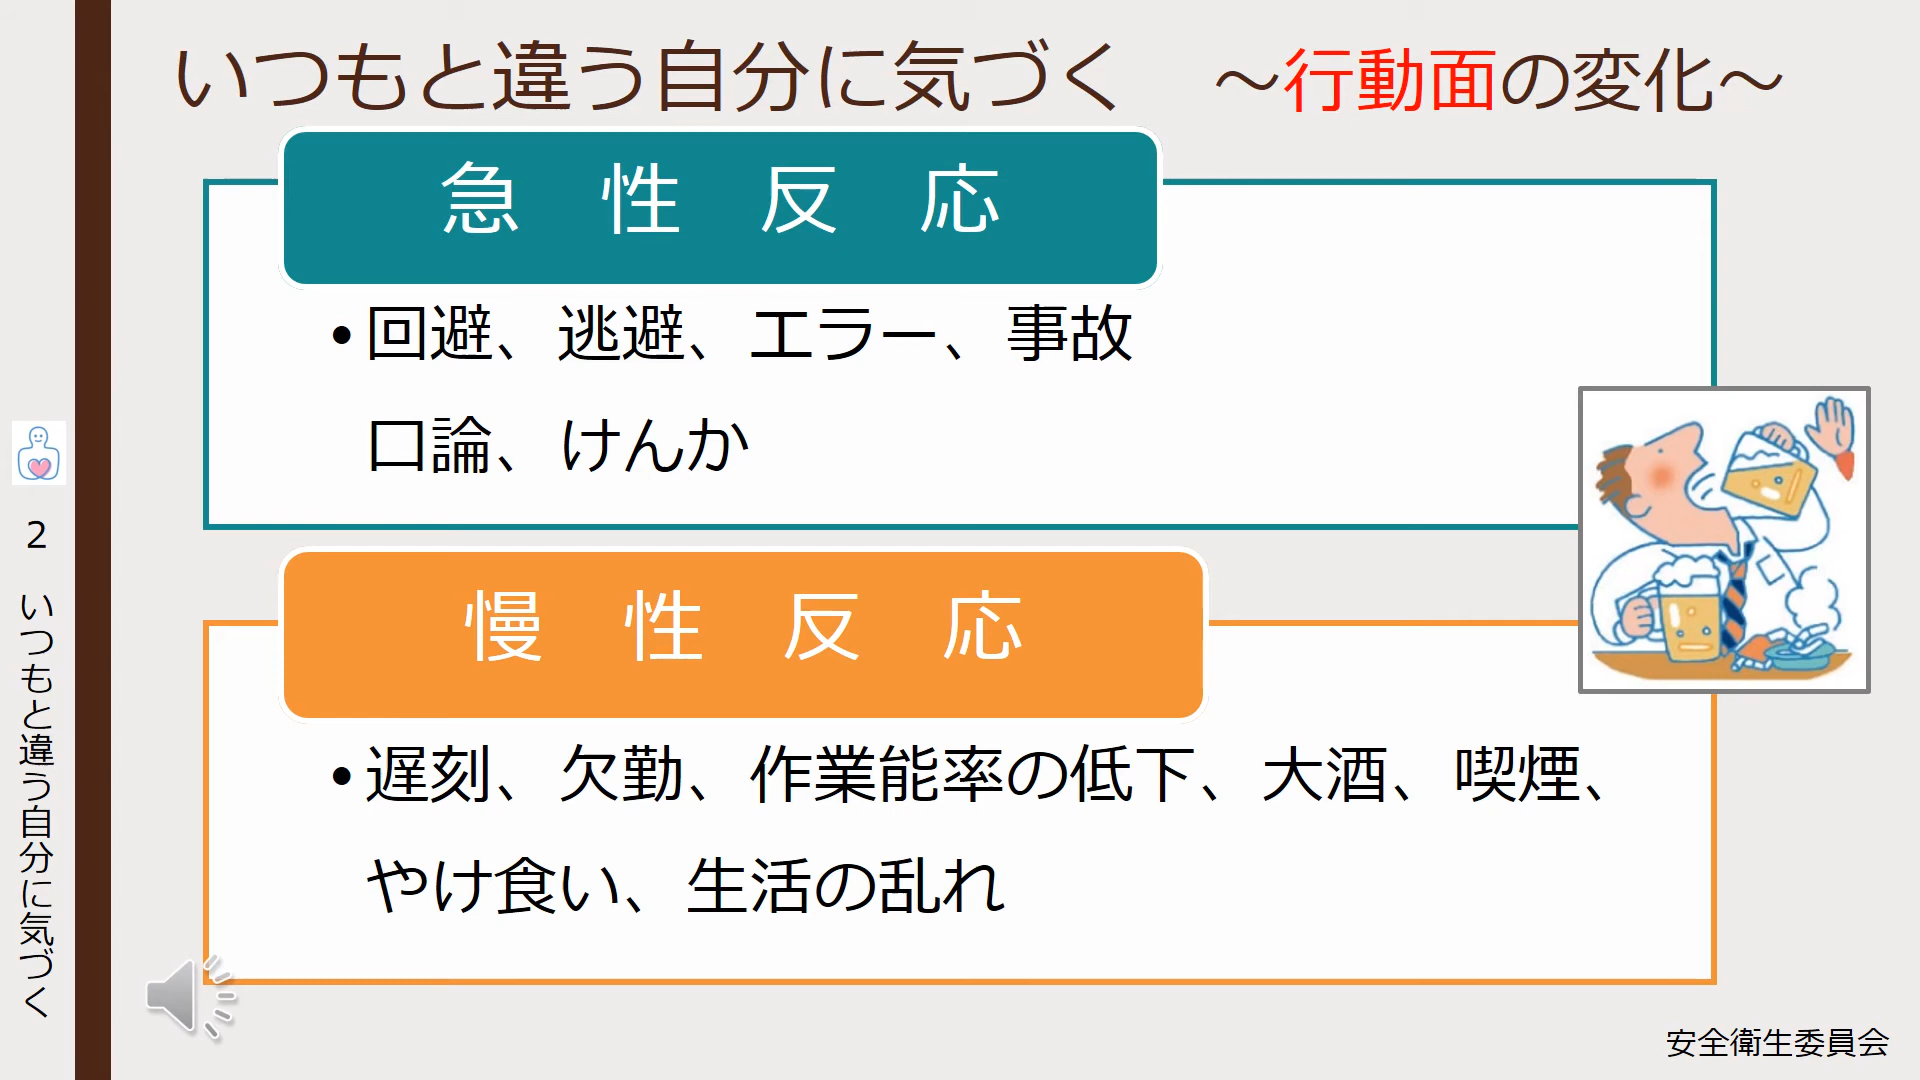 いつもと違う自分に気づく　～行動面の変化～
急　性　反　応
•回避、逃避、エラー、事故
口論、けんか
慢　性　反　応
•遅刻、欠勤、作業能率の低下、大酒、喫煙、
やけ食い、生活の乱れ
２　いつもと違う自分に気づく
安全衛生委員会